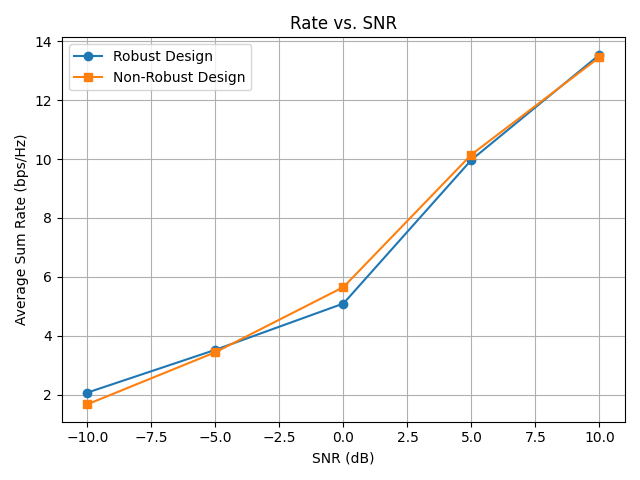 Rate vs. SNR
Robust Design
Non-Robust Design
Average Sum Rate (bps/Hz)
14
12
10
8
6
4
2
−10.0 −7.5 −5.0 −2.5 0.0 2.5 5.0 7.5 10.0
SNR (dB)